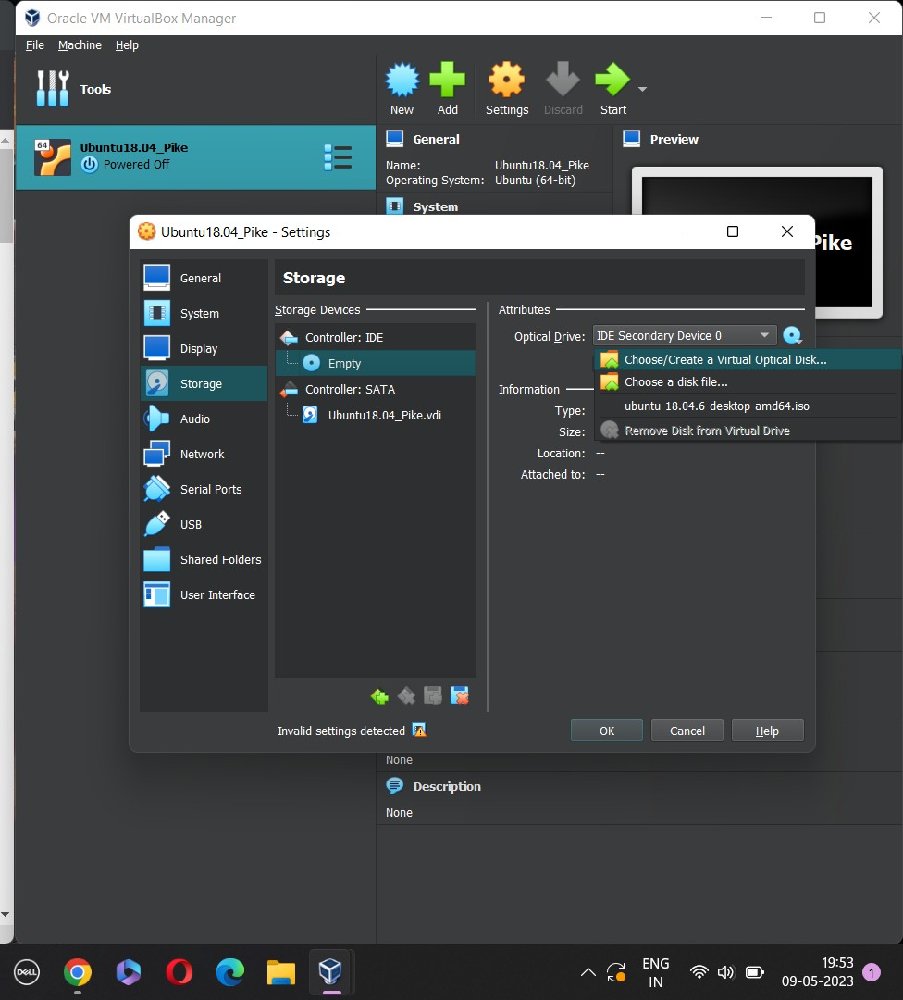 Oracle VM VirtualBox Manager
File Machine Help
Tools
New Add Settings Discard Start
64
Ubuntu18.04_Pike
Powered Off
General
Name: Ubuntu18.04_Pike
Operating System: Ubuntu (64-bit)
System
Preview
Pike
Ubuntu18.04_Pike - Settings
General
System
Display
Storage
Audio
Network
Serial Ports
USB
Shared Folders
User Interface
Storage
Storage Devices
Controller: IDE
Empty
Controller: SATA
Ubuntu18.04_Pike.vdi
Attributes
Optical Drive: IDE Secondary Device 0
Choose/Create a Virtual Optical Disk...
Choose a disk file...
ubuntu-18.04.6-desktop-amd64.iso
Remove Disk from Virtual Drive
Information
Type:
Size:
Location: --
Attached to: --
Invalid settings detected
OK Cancel Help
None
Description
None
DELL
ENG
IN
19:53
09-05-2023
1